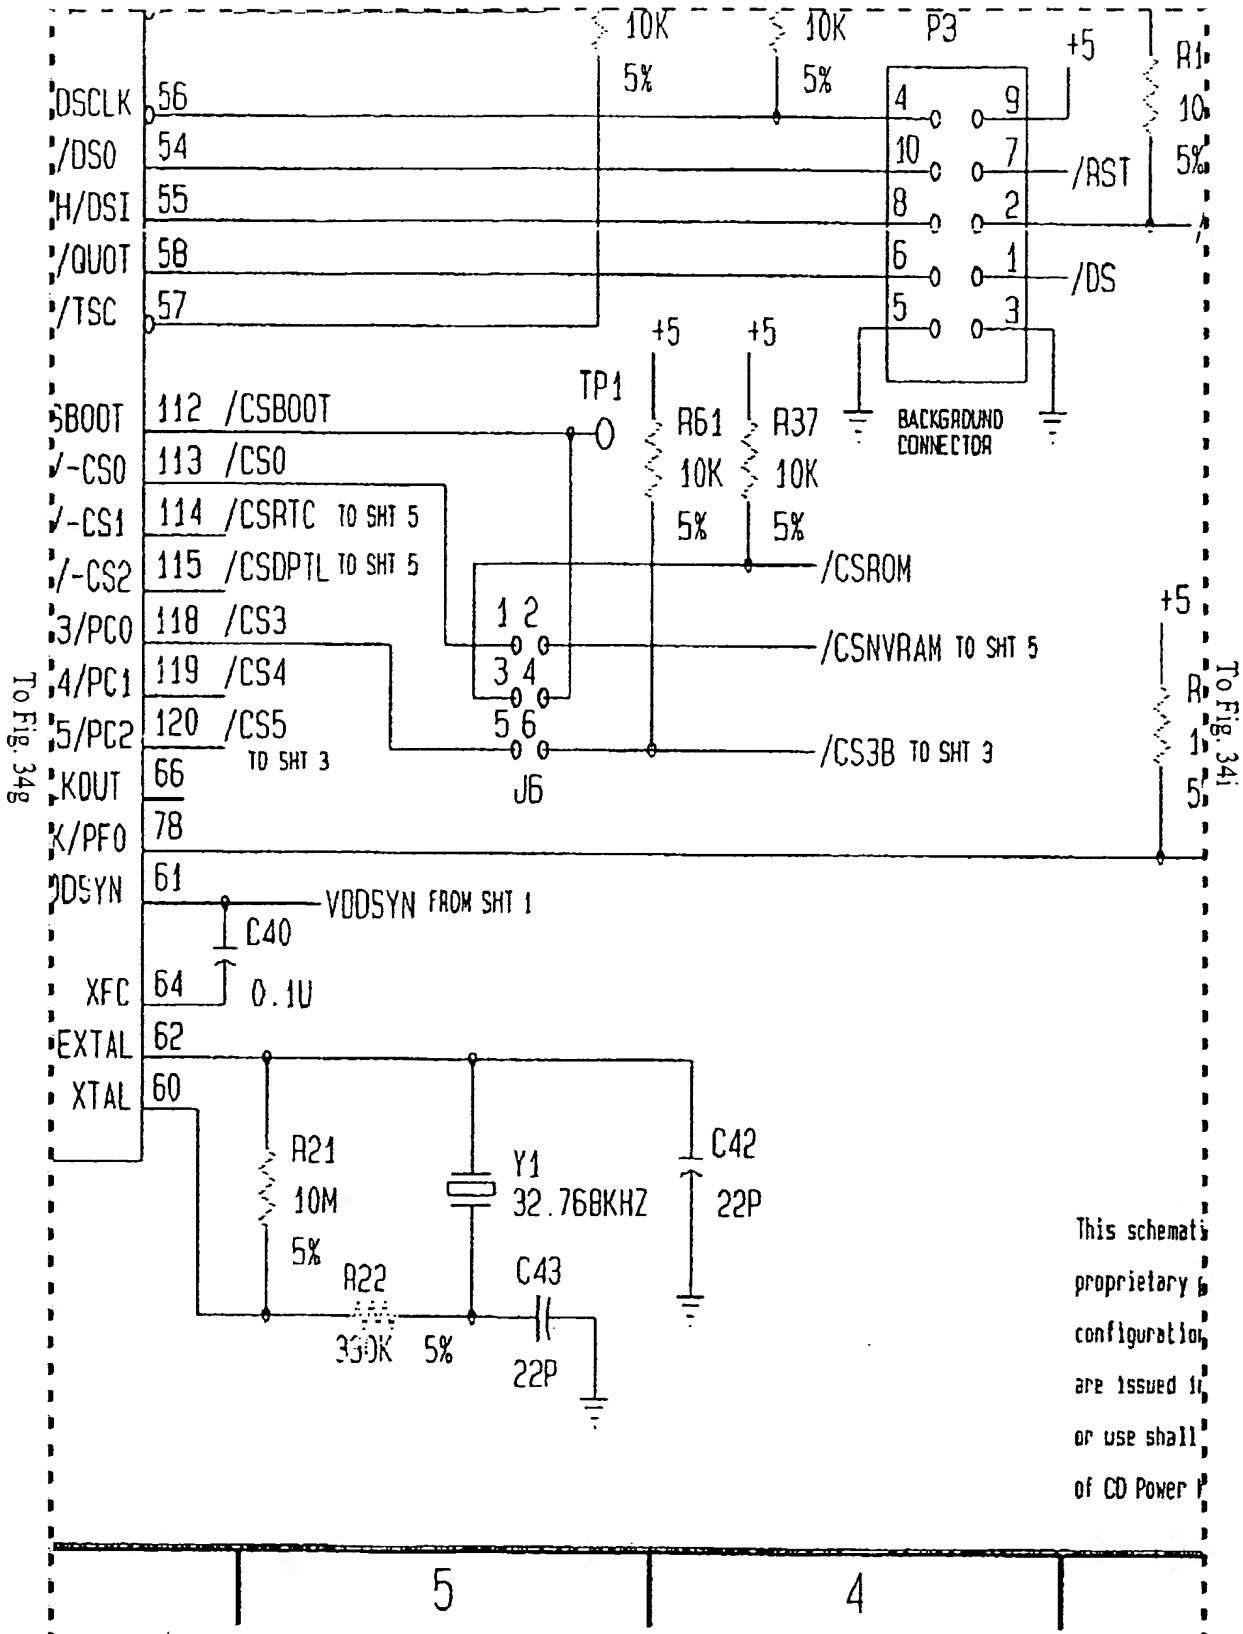 10K
5%
10K
5%
P3
+5
R1
10
5%
DSCLK 56
/DSO 54
H/DSI 55
/QUOT 58
/TSC 57
4 9
10 7
8 2
6 1
5 3
/RST
/DS
BACKGROUND
CONNECTOR
+5
+5
TP1
R61
10K
5%
R37
10K
5%
SBOOT 112 /CSBOOT
/-CS0 113 /CS0
/-CS1 114 /CSRTC TO SHT 5
/-CS2 115 /CSDPTL TO SHT 5
3/PC0 118 /CS3
4/PC1 119 /CS4
5/PC2 120 /CS5
TO SHT 3
KOUT 66
K/PF0 78
DSYN 61
1 2
3 4
5 6
J6
/CSROM
/CSNVRAM TO SHT 5
/CS3B TO SHT 3
+5
R
1
5
To Fig. 34g
To Fig. 34i
VDDSYN FROM SHT 1
C40
0.1U
XFC 64
EXTAL 62
XTAL 60
R21
10M
5%
Y1
32.768KHZ
C42
22P
R22
330K 5%
C43
22P
This schemati
proprietary
configuration
are issued i
or use shall
of CD Power
5
4